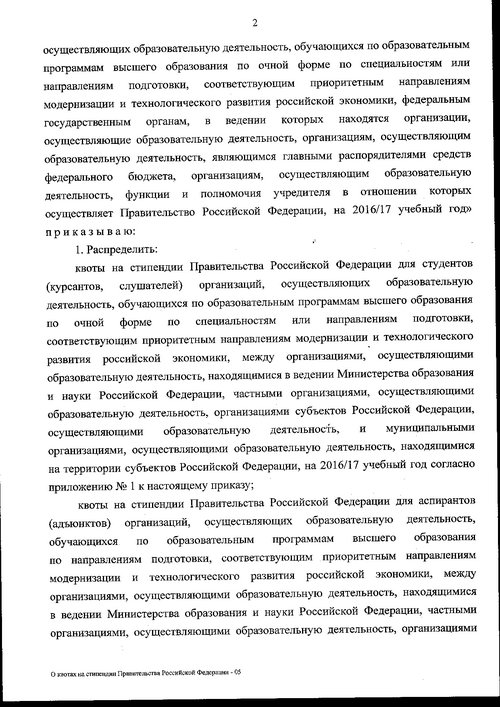 2
осуществляющих образовательную деятельность, обучающихся по образовательным
программам высшего образования по очной форме по специальностям или
направлениям подготовки, соответствующим приоритетным направлениям
модернизации и технологического развития российской экономики, федеральным
государственным органам, в ведении которых находятся организации,
осуществляющие образовательную деятельность, организациям, осуществляющим
образовательную деятельность, являющимся главными распорядителями средств
федерального бюджета, организациям, осуществляющим образовательную
деятельность, функции и полномочия учредителя в отношении которых
осуществляет Правительство Российской Федерации, на 2016/17 учебный год»
п р и к а з ы в а ю:
1. Распределить:
квоты на стипендии Правительства Российской Федерации для студентов
(курсантов, слушателей) организаций, осуществляющих образовательную
деятельность, обучающихся по образовательным программам высшего образования
по очной форме по специальностям или направлениям подготовки,
соответствующим приоритетным направлениям модернизации и технологического
развития российской экономики, между организациями, осуществляющими
образовательную деятельность, находящимися в ведении Министерства образования
и науки Российской Федерации, частными организациями, осуществляющими
образовательную деятельность, организациями субъектов Российской Федерации,
осуществляющими образовательную деятельность, и муниципальными
организациями, осуществляющими образовательную деятельность, находящимися
на территории субъектов Российской Федерации, на 2016/17 учебный год согласно
приложению № 1 к настоящему приказу;
квоты на стипендии Правительства Российской Федерации для аспирантов
(адъюнктов) организаций, осуществляющих образовательную деятельность,
обучающихся по образовательным программам высшего образования
по направлениям подготовки, соответствующим приоритетным направлениям
модернизации и технологического развития российской экономики, между
организациями, осуществляющими образовательную деятельность, находящимися
в ведении Министерства образования и науки Российской Федерации, частными
организациями, осуществляющими образовательную деятельность, организациями
О квотах на стипендии Правительства Российской Федерации - 05